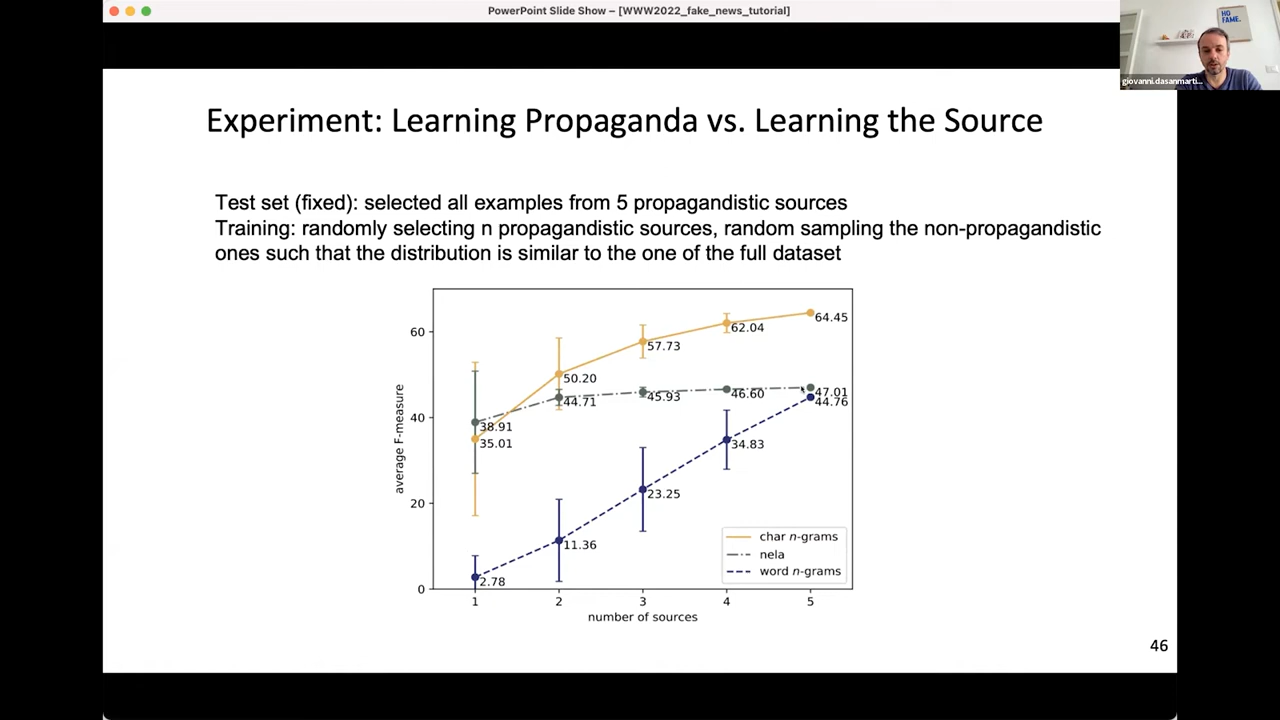 PowerPoint Slide Show – [WWW2022_fake_news_tutorial]
HO
FAME.
giovanni.dasanmarti...
Experiment: Learning Propaganda vs. Learning the Source
Test set (fixed): selected all examples from 5 propagandistic sources
Training: randomly selecting n propagandistic sources, random sampling the non-propagandistic
ones such that the distribution is similar to the one of the full dataset
average F-measure
60
40
20
0
64.45
62.04
57.73
50.20
47.01
46.60
45.93
44.71
44.76
38.91
35.01
34.83
23.25
11.36
2.78
char n-grams
nela
word n-grams
1 2 3 4 5
number of sources
46